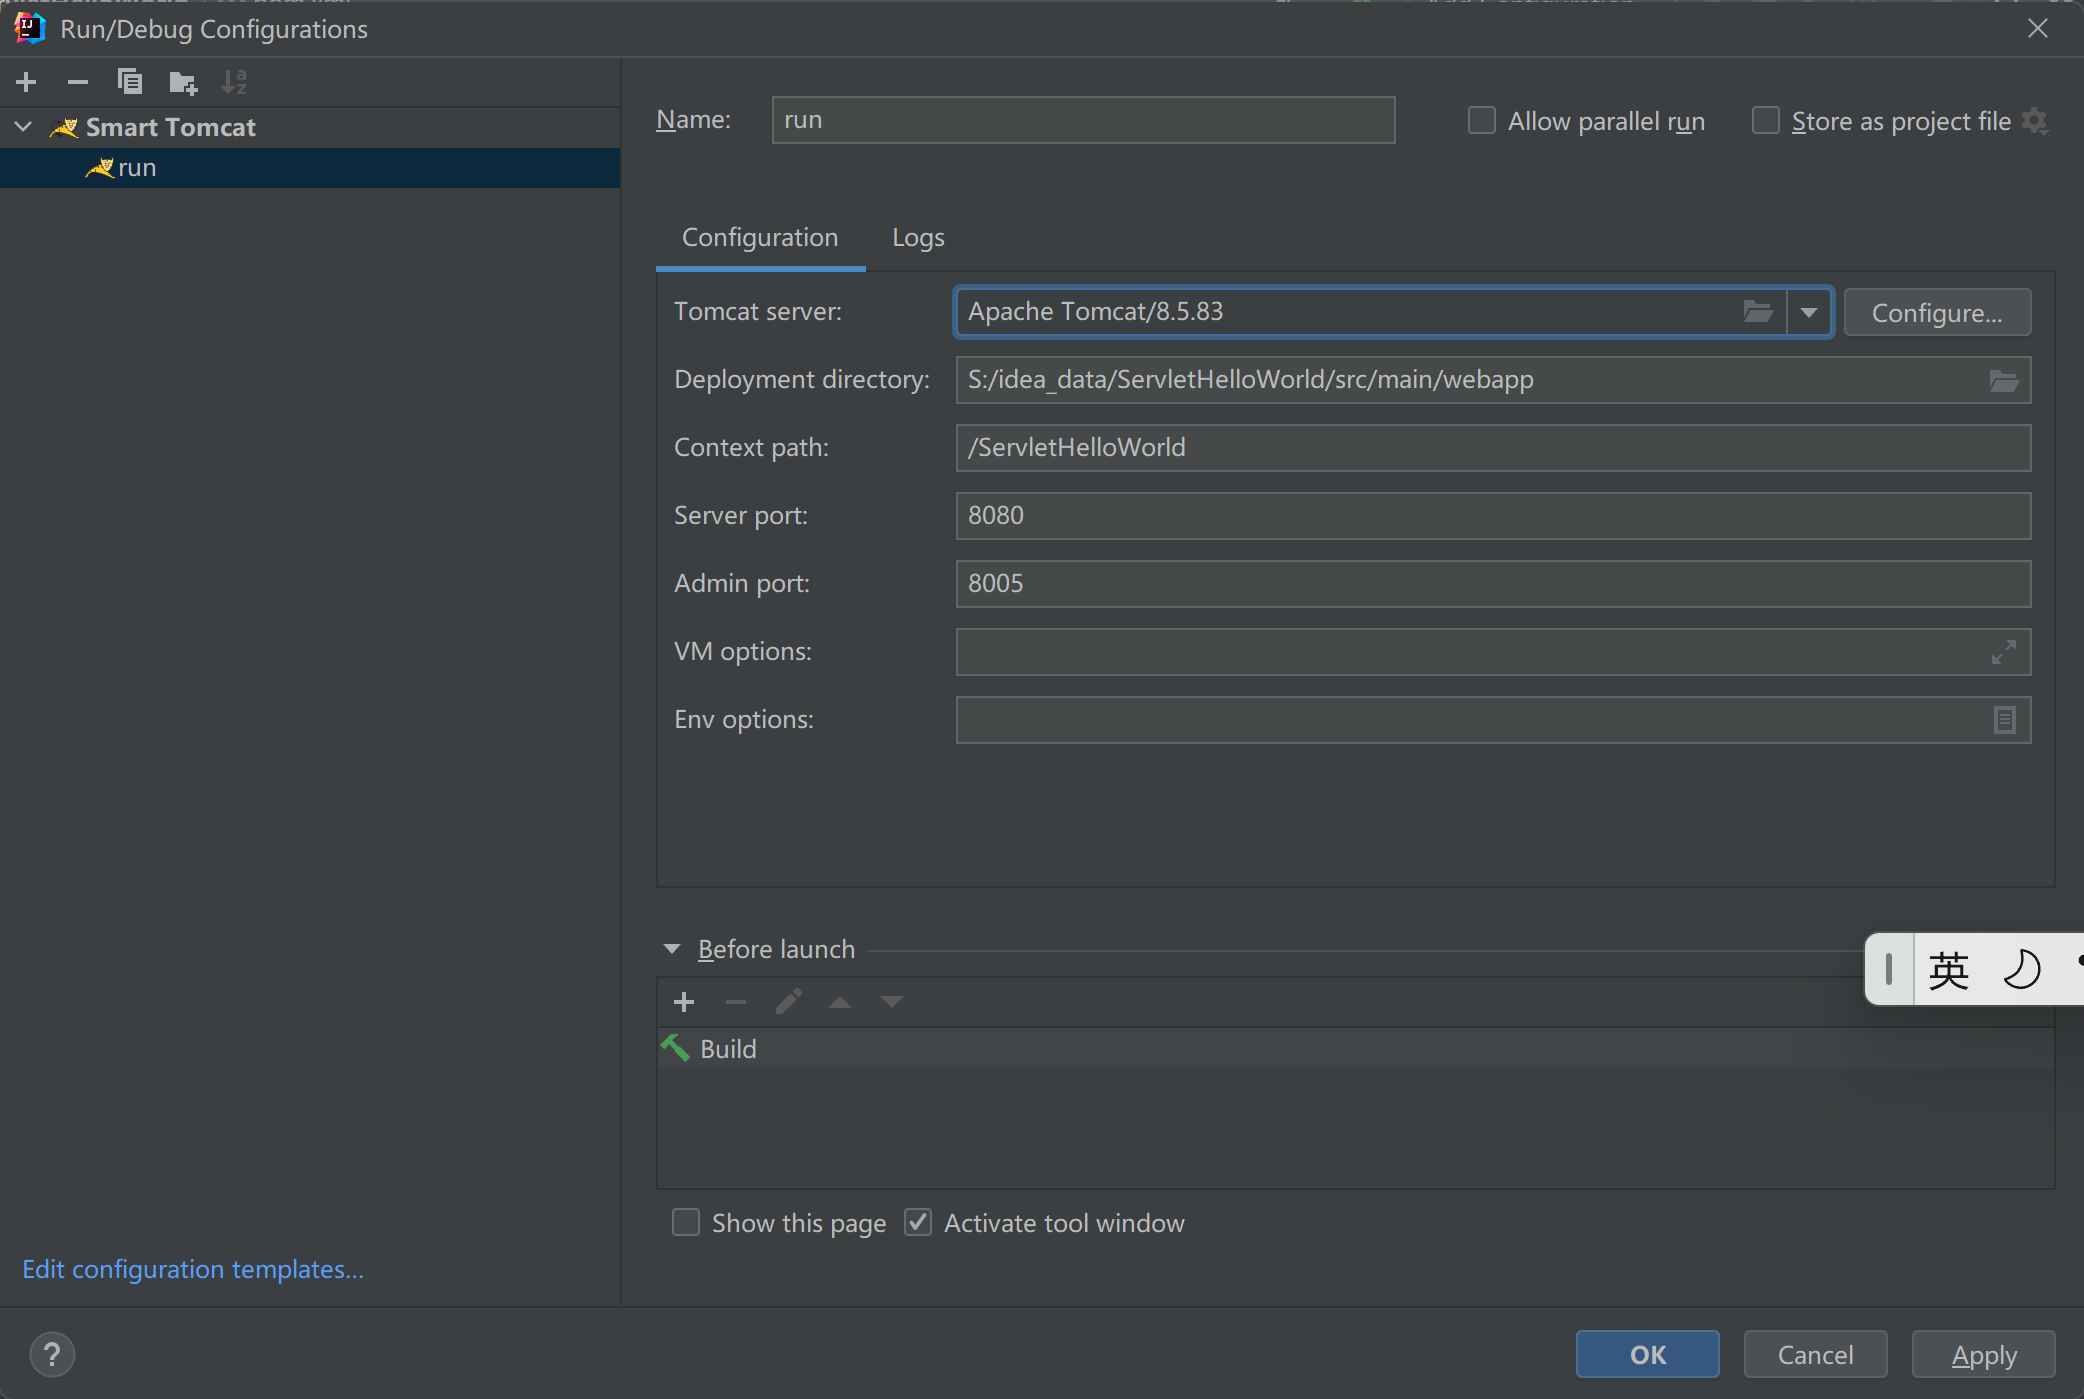 Run/Debug Configurations
Smart Tomcat
run
Name: run
Allow parallel run
Store as project file
Configuration
Logs
Tomcat server: Apache Tomcat/8.5.83
Configure...
Deployment directory: S:/idea_data/ServletHelloWorld/src/main/webapp
Context path: /ServletHelloWorld
Server port: 8080
Admin port: 8005
VM options:
Env options:
Before launch
英
Build
Show this page
Activate tool window
Edit configuration templates...
?
OK
Cancel
Apply